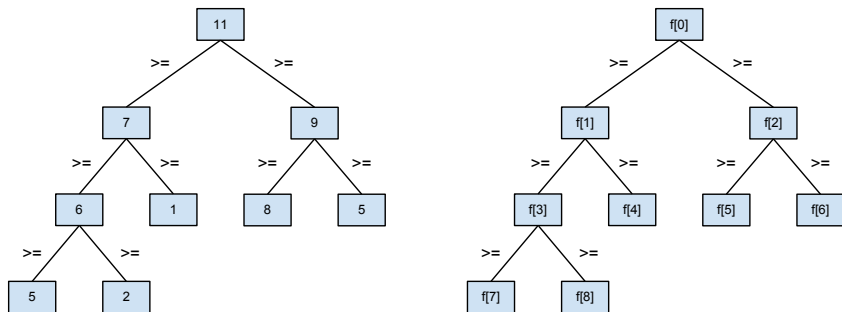 11 f[0]
>= >= >= >=
7 9 f[1] f[2]
>= >= >= >= >= >= >= >=
6 1 8 5 f[3] f[4] f[5] f[6]
>= >= >= >=
5 2 f[7] f[8]